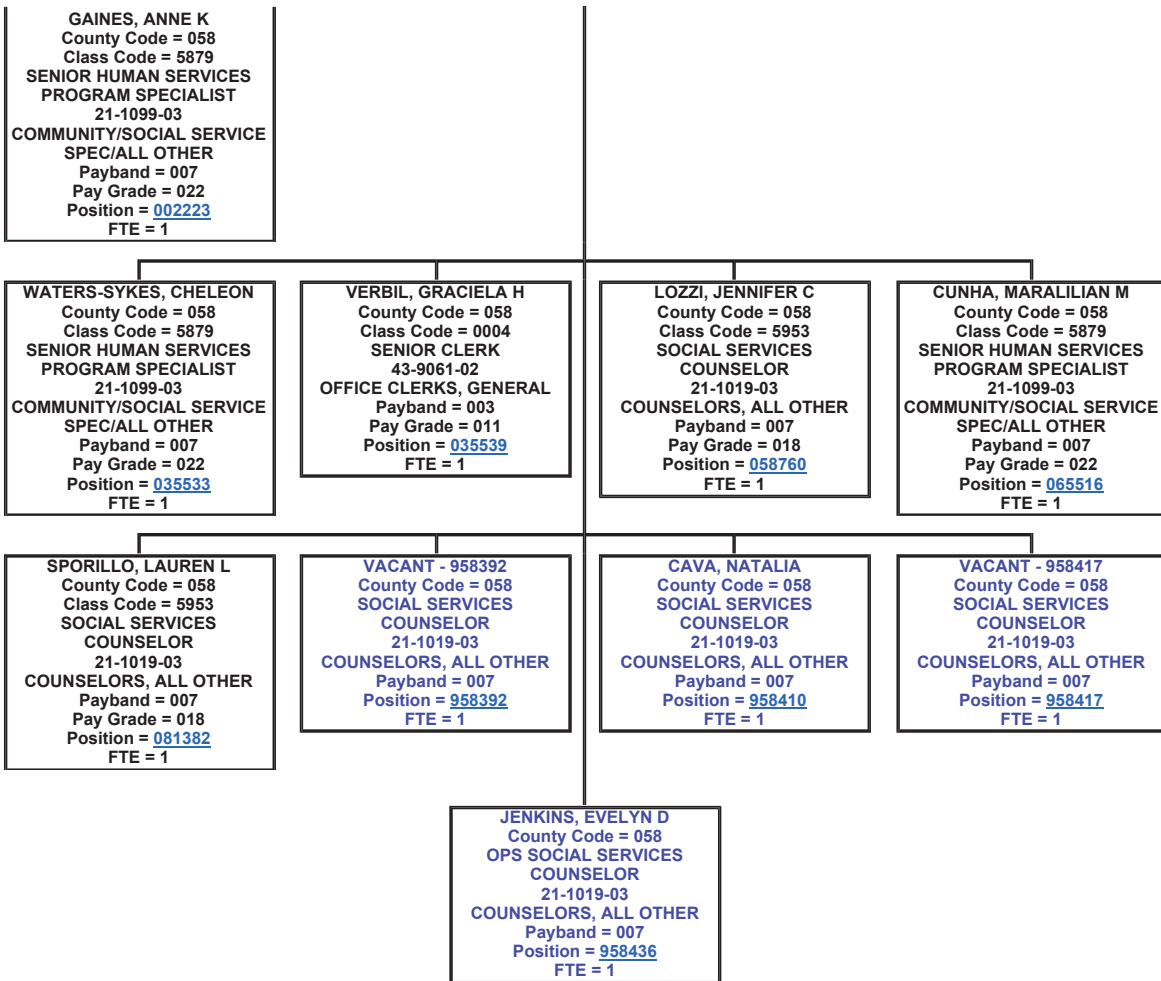 GAINES, ANNE K
County Code = 058
Class Code = 5879
SENIOR HUMAN SERVICES
PROGRAM SPECIALIST
21-1099-03
COMMUNITY/SOCIAL SERVICE
SPEC/ALL OTHER
Payband = 007
Pay Grade = 022
Position = 002223
FTE = 1
WATERS-SYKES, CHELEON
County Code = 058
Class Code = 5879
SENIOR HUMAN SERVICES
PROGRAM SPECIALIST
21-1099-03
COMMUNITY/SOCIAL SERVICE
SPEC/ALL OTHER
Payband = 007
Pay Grade = 022
Position = 035533
FTE = 1
VERBIL, GRACIELA H
County Code = 058
Class Code = 0004
SENIOR CLERK
43-9061-02
OFFICE CLERKS, GENERAL
Payband = 003
Pay Grade = 011
Position = 035539
FTE = 1
LOZZI, JENNIFER C
County Code = 058
Class Code = 5953
SOCIAL SERVICES
COUNSELOR
21-1019-03
COUNSELORS, ALL OTHER
Payband = 007
Pay Grade = 018
Position = 058760
FTE = 1
CUNHA, MARALILIAN M
County Code = 058
Class Code = 5879
SENIOR HUMAN SERVICES
PROGRAM SPECIALIST
21-1099-03
COMMUNITY/SOCIAL SERVICE
SPEC/ALL OTHER
Payband = 007
Pay Grade = 022
Position = 065516
FTE = 1
SPORILLO, LAUREN L
County Code = 058
Class Code = 5953
SOCIAL SERVICES
COUNSELOR
21-1019-03
COUNSELORS, ALL OTHER
Payband = 007
Pay Grade = 018
Position = 081382
FTE = 1
VACANT - 958392
County Code = 058
SOCIAL SERVICES
COUNSELOR
21-1019-03
COUNSELORS, ALL OTHER
Payband = 007
Position = 958392
FTE = 1
CAVA, NATALIA
County Code = 058
SOCIAL SERVICES
COUNSELOR
21-1019-03
COUNSELORS, ALL OTHER
Payband = 007
Position = 958410
FTE = 1
VACANT - 958417
County Code = 058
SOCIAL SERVICES
COUNSELOR
21-1019-03
COUNSELORS, ALL OTHER
Payband = 007
Position = 958417
FTE = 1
JENKINS, EVELYN D
County Code = 058
OPS SOCIAL SERVICES
COUNSELOR
21-1019-03
COUNSELORS, ALL OTHER
Payband = 007
Position = 958436
FTE = 1